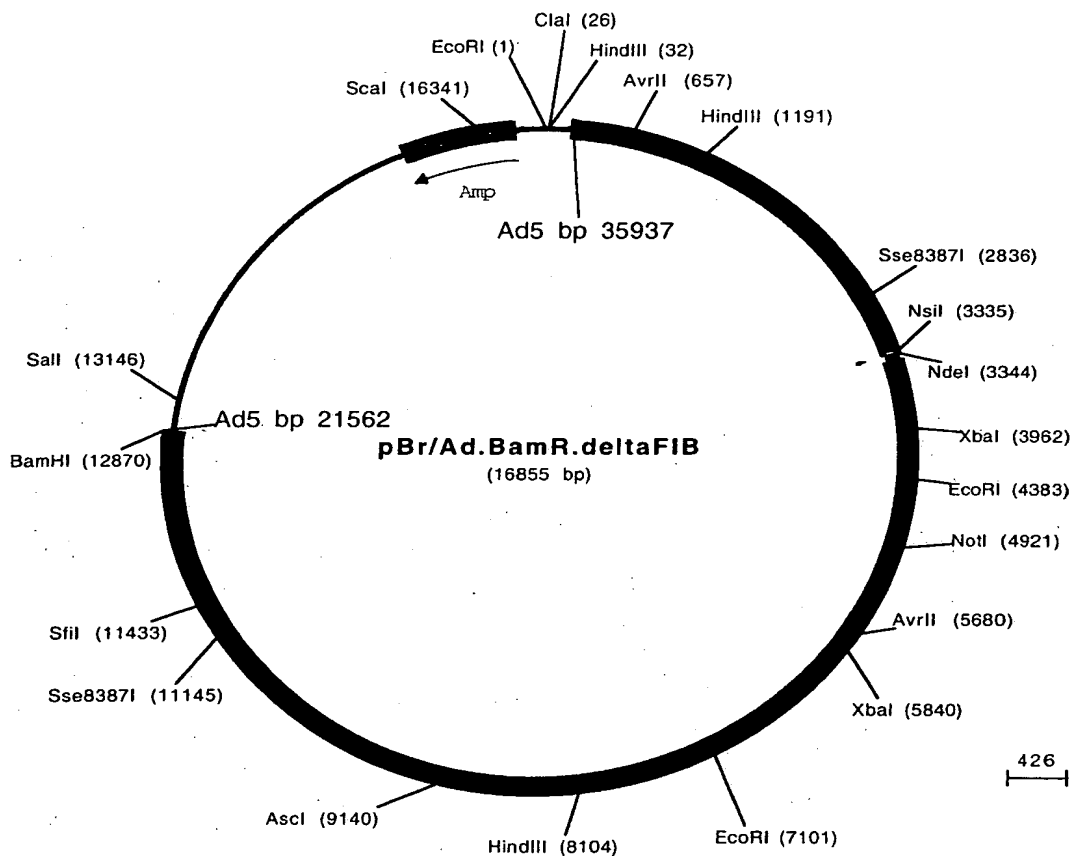 ClaI (26)
EcoRI (1)
HindIII (32)
ScaI (16341)
AvrII (657)
HindIII (1191)
Amp
Ad5 bp 35937
Sse8387I (2836)
NsiI (3335)
NdeI (3344)
SalI (13146)
Ad5 bp 21562
BamHI (12870)
pBr/Ad.BamR.deltaFIB
(16855 bp)
XbaI (3962)
EcoRI (4383)
NotI (4921)
SfiI (11433)
AvrII (5680)
Sse8387I (11145)
XbaI (5840)
426
AscI (9140)
HindIII (8104)
EcoRI (7101)